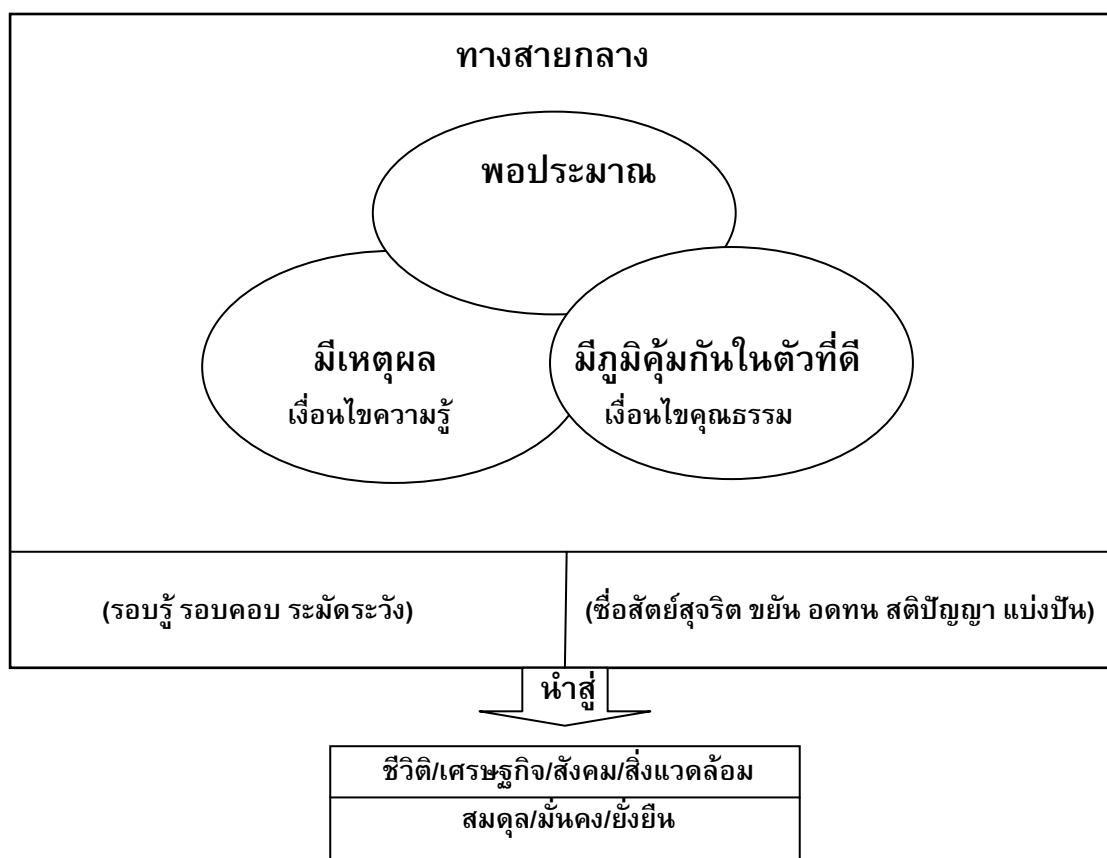 ทางสายกลาง
พอประมาณ
มีเหตุผล
เงื่อนไขความรู้
มีภูมิคุ้มกันในตัวที่ดี
เงื่อนไขคุณธรรม
(รอบรู้ รอบคอบ ระมัดระวัง)
(ซื่อสัตย์สุจริต ขยัน อดทน สติปัญญา แบ่งปัน)
นำสู่
ชีวิติ/เศรษฐกิจ/สังคม/สิ่งแวดล้อม
สมดุล/มั่นคง/ยั่งยืน